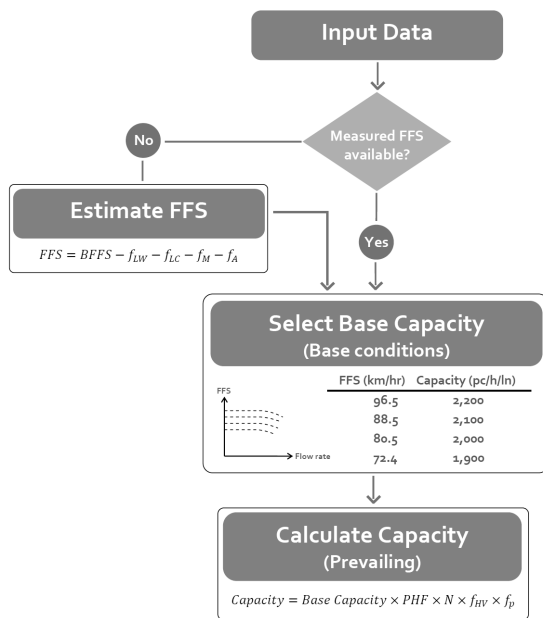 Input Data
Measured FFS
available?
No
Estimate FFS
FFS = BFFS − f_LW − f_LC − f_M − f_A
Yes
Select Base Capacity
(Base conditions)
FFS (km/hr) Capacity (pc/h/ln)
96.5 2,200
88.5 2,100
80.5 2,000
72.4 1,900
FFS
Flow rate
Calculate Capacity
(Prevailing)
Capacity = Base Capacity × PHF × N × f_HV × f_p